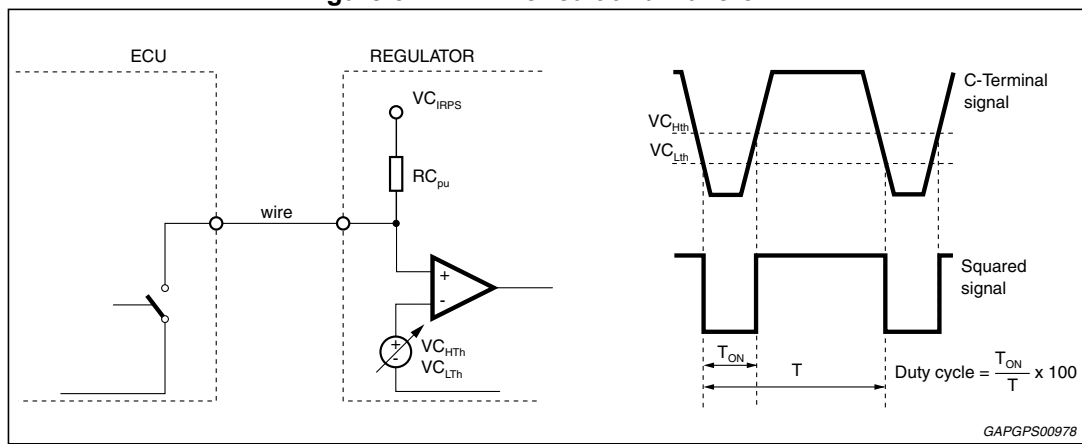 ECU
REGULATOR
VC_IRPS
RC_pu
wire
+
-
+
-
VC_HTh
VC_LTh
C-Terminal
signal
VC_Hth
VC_Lth
Squared
signal
T_ON
T
Duty cycle = T_ON / T x 100
GAPGPS00978